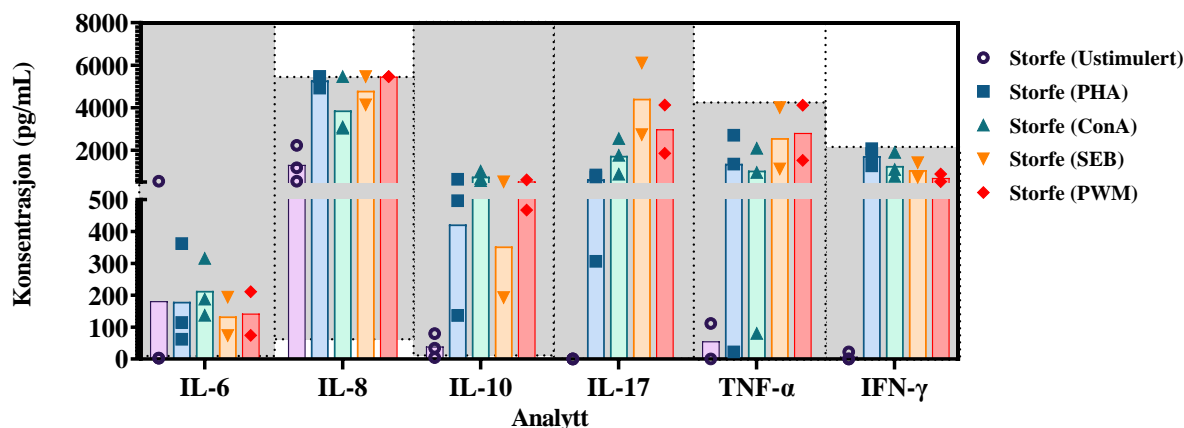 Konsentrasjon (pg/mL)
8000
6000
4000
2000
500
400
300
200
100
0
IL-6 IL-8 IL-10 IL-17 TNF-α IFN-γ
Analytt
Storfe (Ustimulert)
Storfe (PHA)
Storfe (ConA)
Storfe (SEB)
Storfe (PWM)